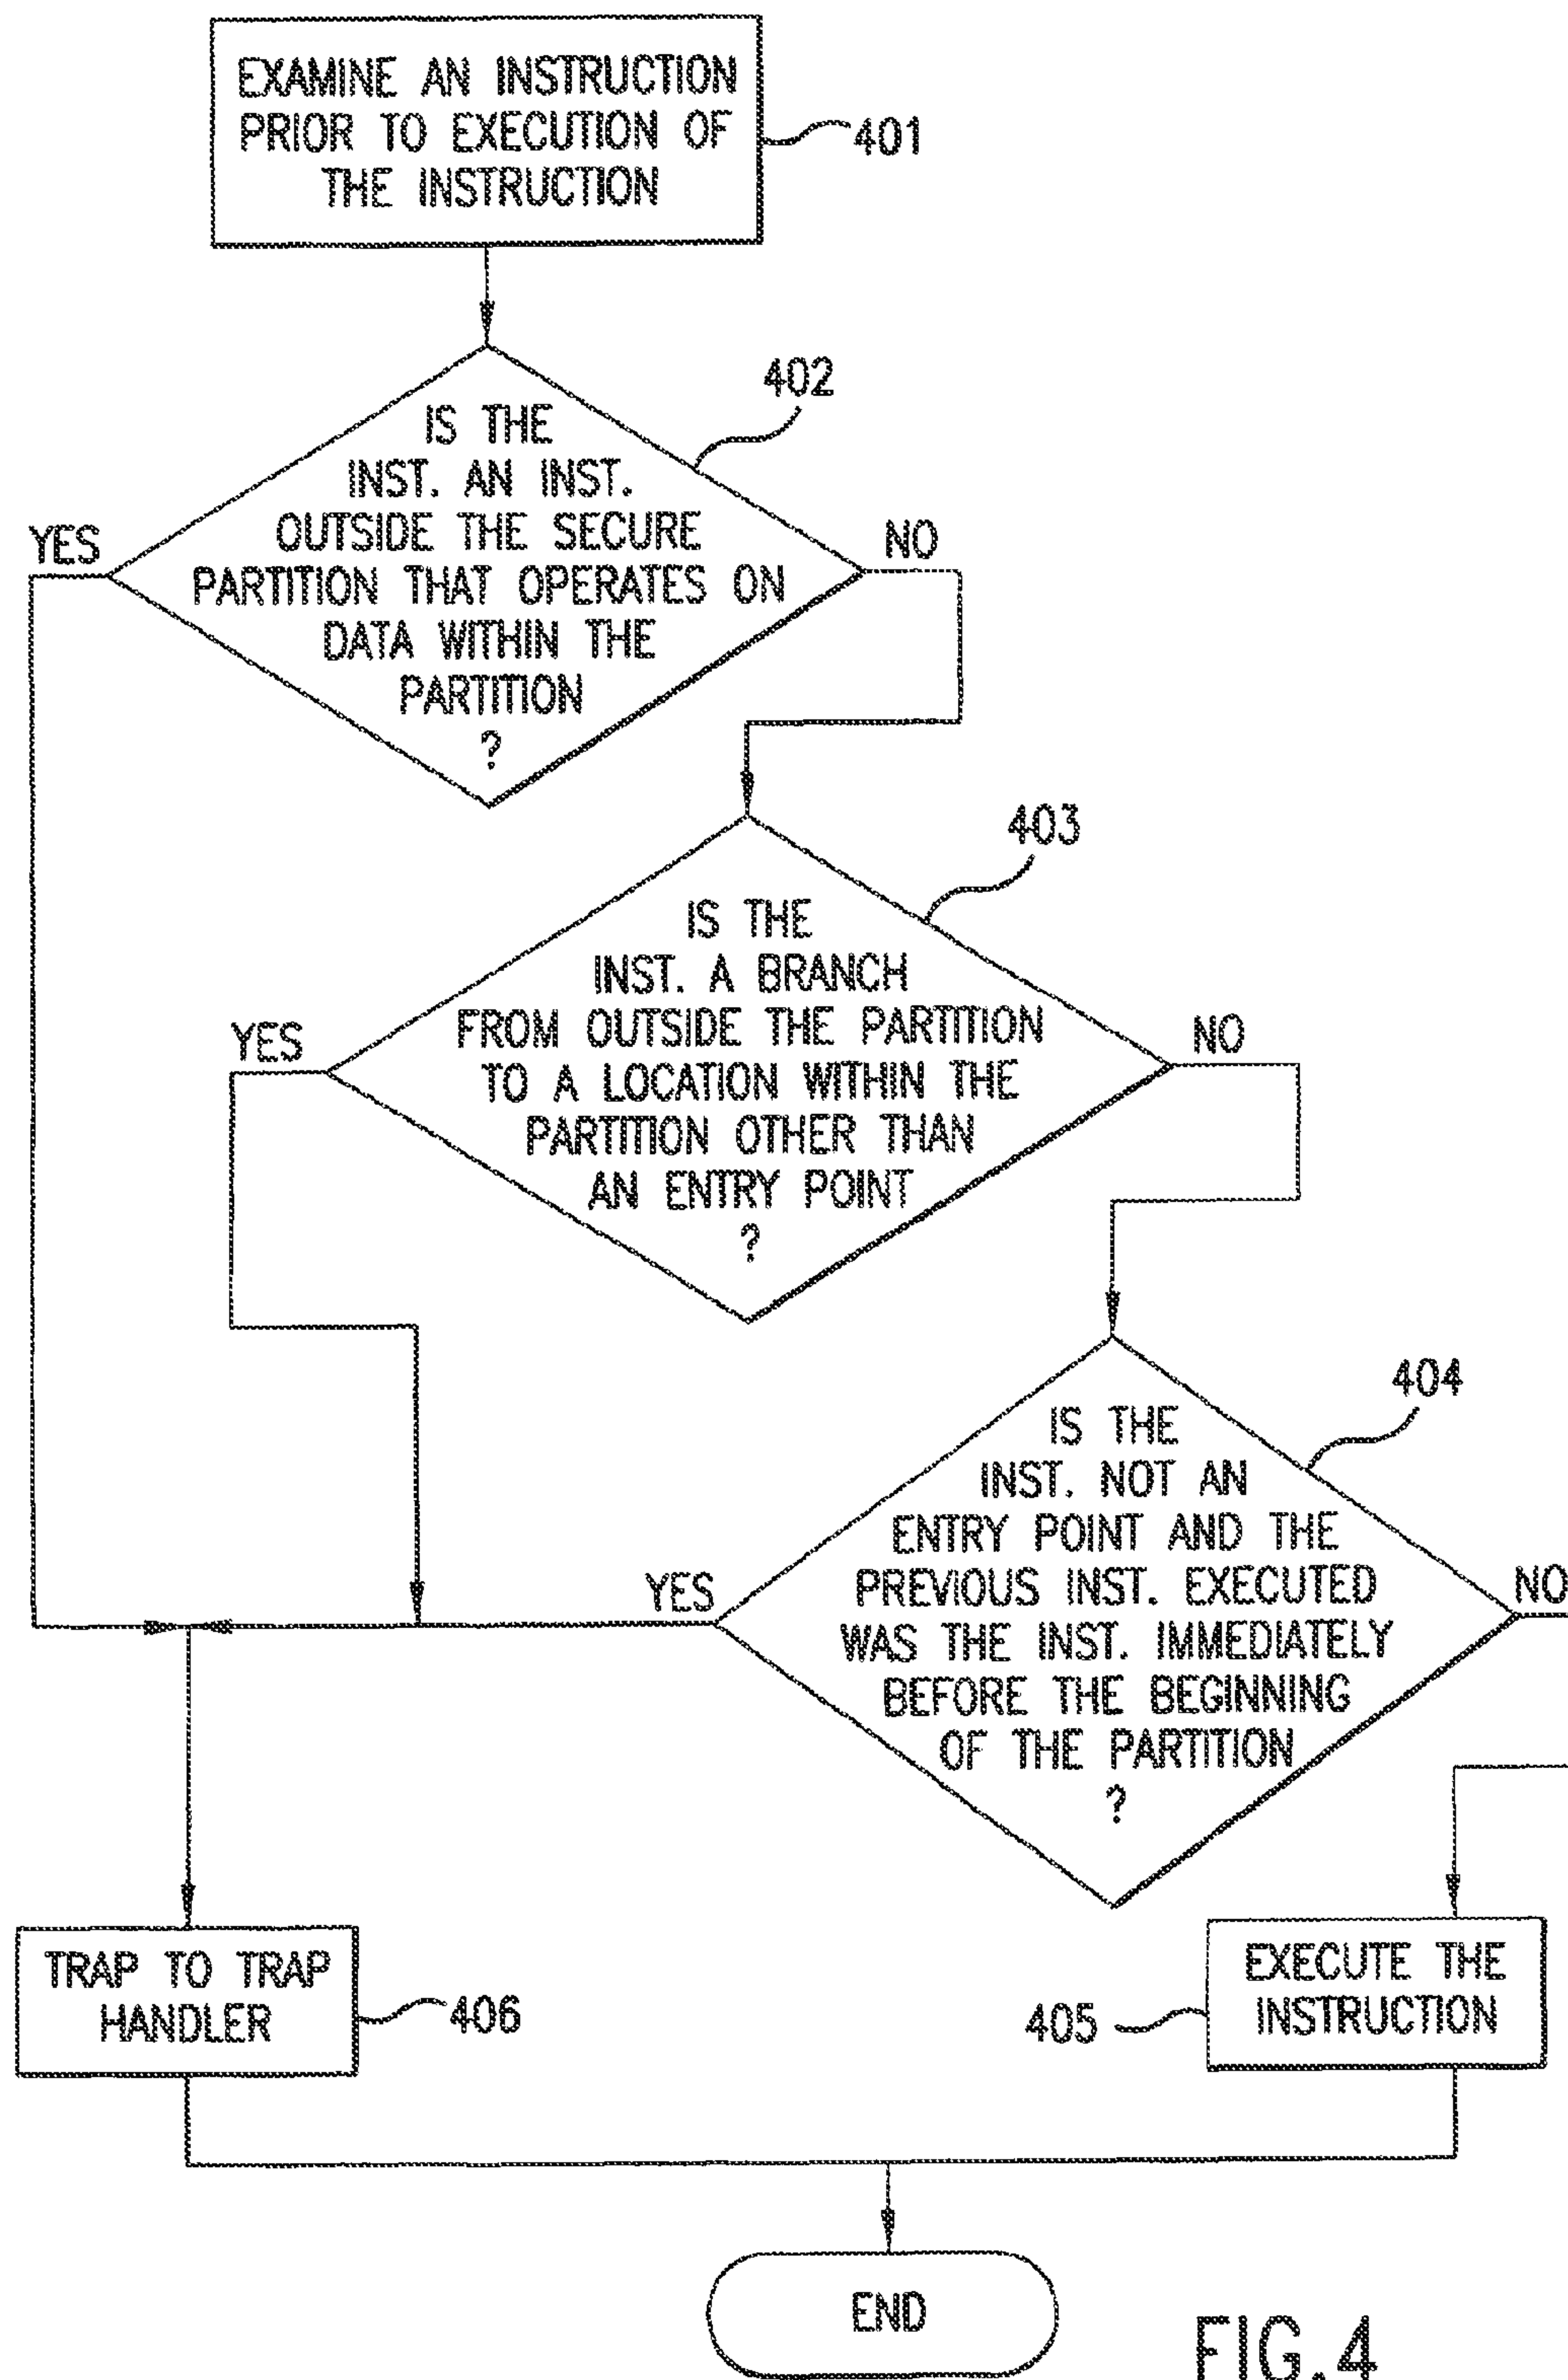 EXAMINE AN INSTRUCTION
PRIOR TO EXECUTION OF
THE INSTRUCTION
401
402
IS THE
INST. AN INST.
OUTSIDE THE SECURE
PARTITION THAT OPERATES ON
DATA WITHIN THE
PARTITION
?
YES
NO
403
IS THE
INST. A BRANCH
FROM OUTSIDE THE PARTITION
TO A LOCATION WITHIN THE
PARTITION OTHER THAN
AN ENTRY POINT
?
YES
NO
404
IS THE
INST. NOT AN
ENTRY POINT AND THE
PREVIOUS INST. EXECUTED
WAS THE INST. IMMEDIATELY
BEFORE THE BEGINNING
OF THE PARTITION
?
YES
NO
TRAP TO TRAP
HANDLER
406
405
EXECUTE THE
INSTRUCTION
END
FIG.4